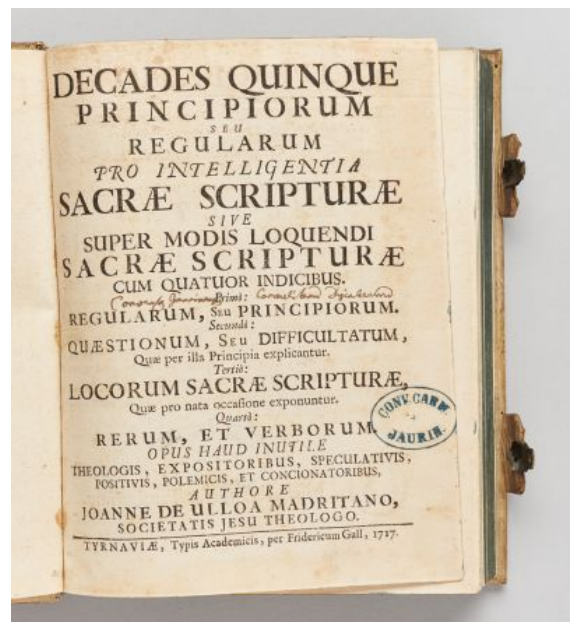 DECADES QUINQUE
PRINCIPIORUM
SEU
REGULARUM
PRO INTELLIGENTIA
SACRÆ SCRIPTURÆ
SIVE
SUPER MODIS LOQUENDI
SACRÆ SCRIPTURÆ
CUM QUATUOR INDICIBUS.
Primò:
REGULARUM, SEU PRINCIPIORUM.
Secundò:
QUÆSTIONUM, SEU DIFFICULTATUM,
Quæ per illa Principia explicantur.
Tertiò:
LOCORUM SACRÆ SCRIPTURÆ,
Quæ pro nata occasione exponuntur.
Quartò:
RERUM, ET VERBORUM.
CONV. CARM.
JAURIN.
OPUS HAUD INUTILE
THEOLOGIS, EXPOSITORIBUS, SPECULATIVIS,
POSITIVIS, POLEMICIS, ET CONCIONATORIBUS,
AUTHORE
JOANNE DE ULLOA MADRITANO,
SOCIETATIS JESU THEOLOGO.
TYRNAVIÆ, Typis Academicis, per Fridericum Gall, 1717.